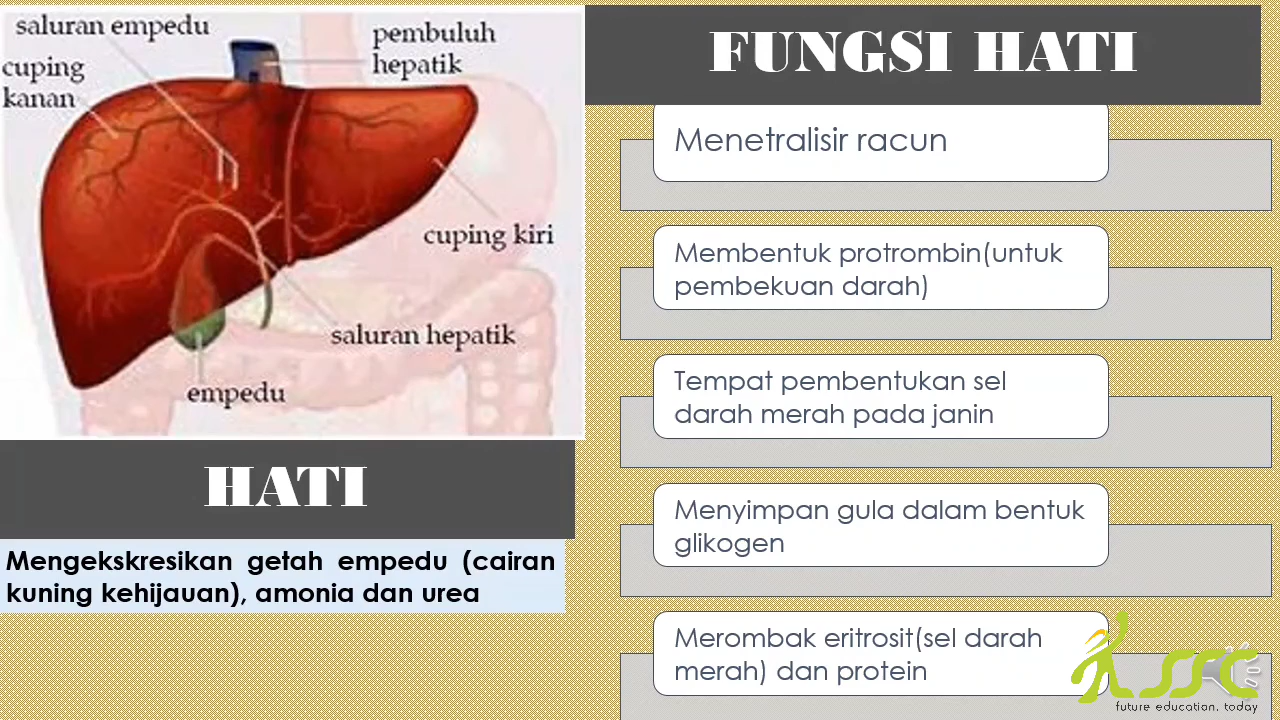 saluran empedu
cuping
kanan
pembuluh
hepatik
cuping kiri
saluran hepatik
empedu
HATI
Mengekskresikan getah empedu (cairan
kuning kehijauan), amonia dan urea
FUNGSI HATI
Menetralisir racun
Membentuk protrombin(untuk
pembekuan darah)
Tempat pembentukan sel
darah merah pada janin
Menyimpan gula dalam bentuk
glikogen
Merombak eritrosit(sel darah
merah) dan protein
ssc
future education, today